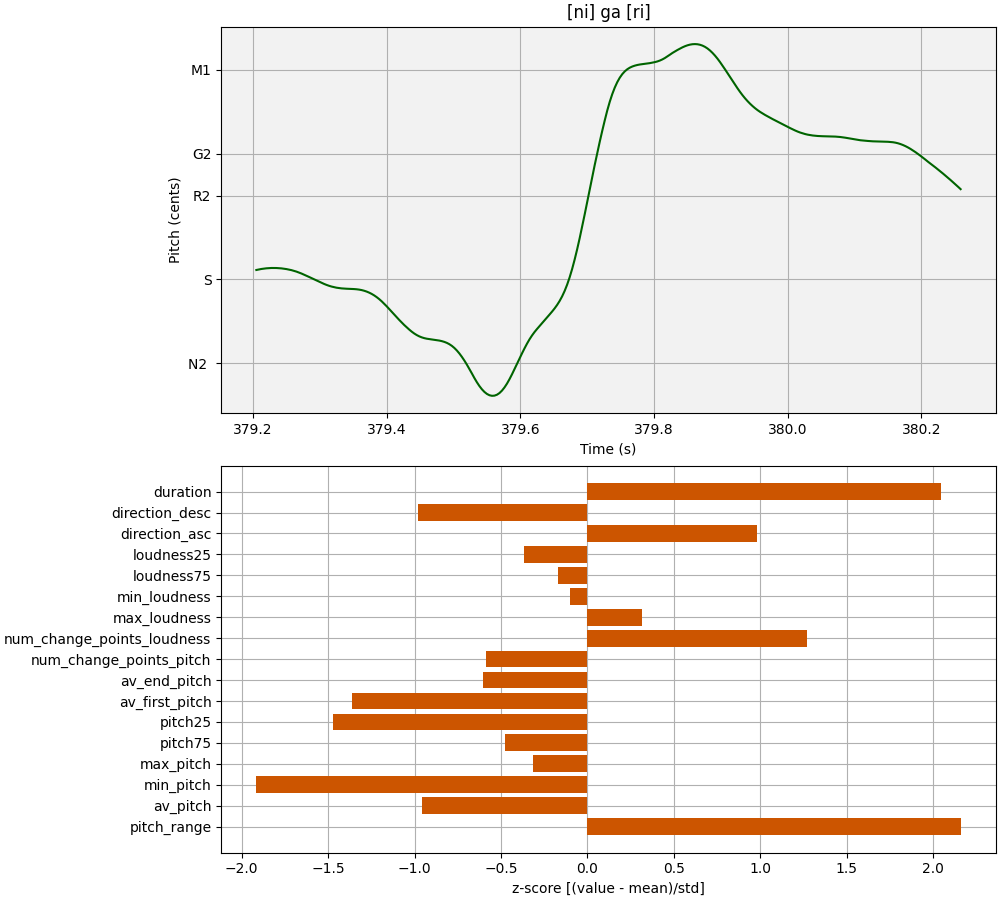 [ni] ga [ri]
M1
G2
R2
S
N2
Pitch (cents)
379.2 379.4 379.6 379.8 380.0 380.2
Time (s)
duration
direction_desc
direction_asc
loudness25
loudness75
min_loudness
max_loudness
num_change_points_loudness
num_change_points_pitch
av_end_pitch
av_first_pitch
pitch25
pitch75
max_pitch
min_pitch
av_pitch
pitch_range
−2.0 −1.5 −1.0 −0.5 0.0 0.5 1.0 1.5 2.0
z-score [(value - mean)/std]